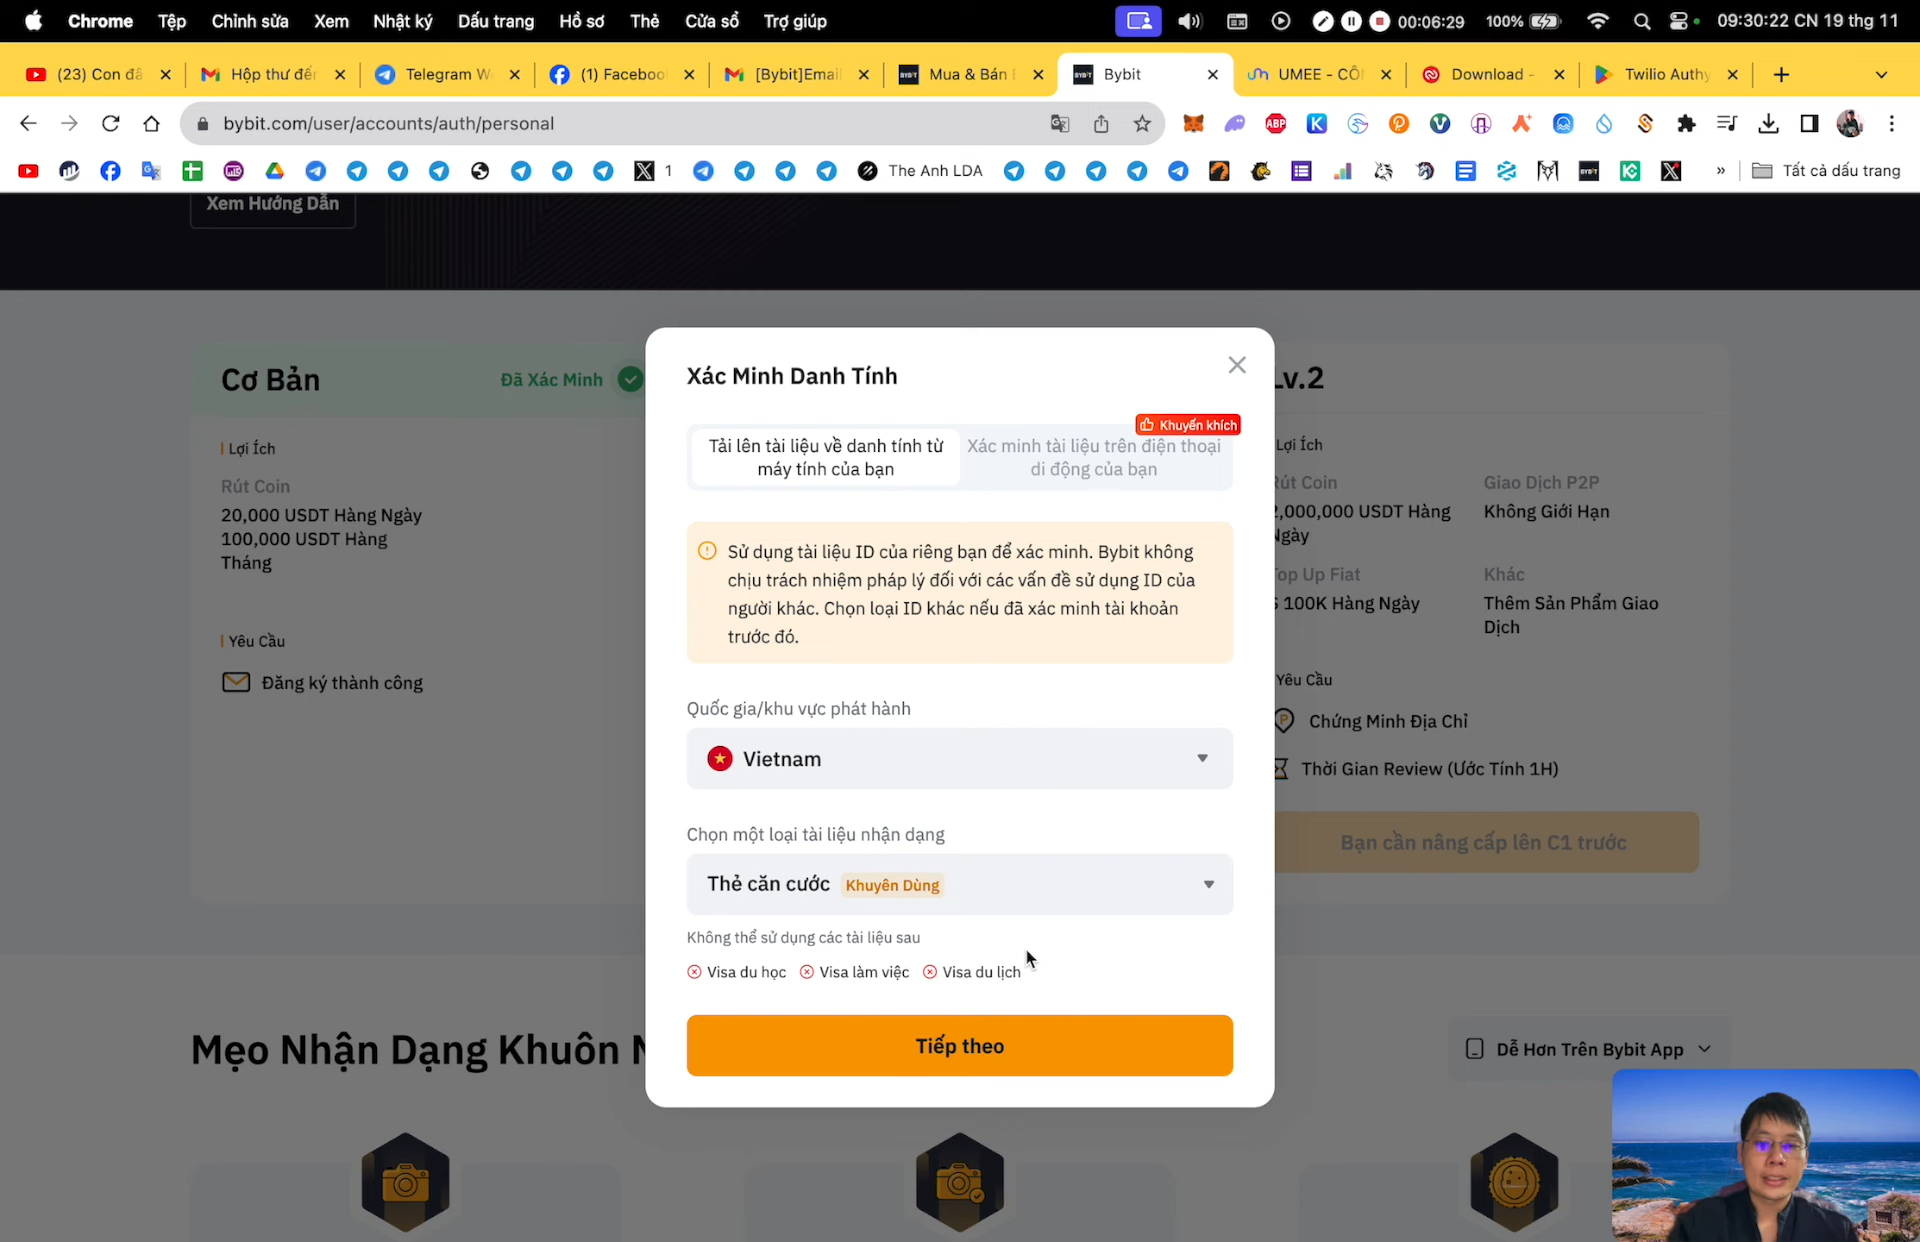 Chrome Tệp Chỉnh sửa Xem Nhật ký Dấu trang Hồ sơ Thẻ Cửa sổ Trợ giúp 00:06:29 100% 09:30:22 CN 19 thg 11
(23) Con đã Hộp thư đến Telegram W (1) Facebook [Bybit]Email Mua & Bán Bybit UMEE - CÔ Download - Twilio Authy
bybit.com/user/accounts/auth/personal
1 The Anh LDA » Tất cả dấu trang
Xem Hướng Dẫn
Cơ Bản
Đã Xác Minh
Lợi Ích
Rút Coin
20,000 USDT Hàng Ngày
100,000 USDT Hàng
Tháng
Yêu Cầu
Đăng ký thành công
Xác Minh Danh Tính
Khuyến khích
Tải lên tài liệu về danh tính từ
máy tính của bạn
Xác minh tài liệu trên điện thoại
di động của bạn
Sử dụng tài liệu ID của riêng bạn để xác minh. Bybit không
chịu trách nhiệm pháp lý đối với các vấn đề sử dụng ID của
người khác. Chọn loại ID khác nếu đã xác minh tài khoản
trước đó.
Quốc gia/khu vực phát hành
Vietnam
Chọn một loại tài liệu nhận dạng
Thẻ căn cước Khuyên Dùng
Không thể sử dụng các tài liệu sau
Visa du học Visa làm việc Visa du lịch
Tiếp theo
Lv.2
Lợi Ích
Rút Coin
2,000,000 USDT Hàng
Ngày
Giao Dịch P2P
Không Giới Hạn
Top Up Fiat
100K Hàng Ngày
Khác
Thêm Sản Phẩm Giao
Dịch
Yêu Cầu
Chứng Minh Địa Chỉ
Thời Gian Review (Ước Tính 1H)
Bạn cần nâng cấp lên C1 trước
Mẹo Nhận Dạng Khuôn
Dễ Hơn Trên Bybit App